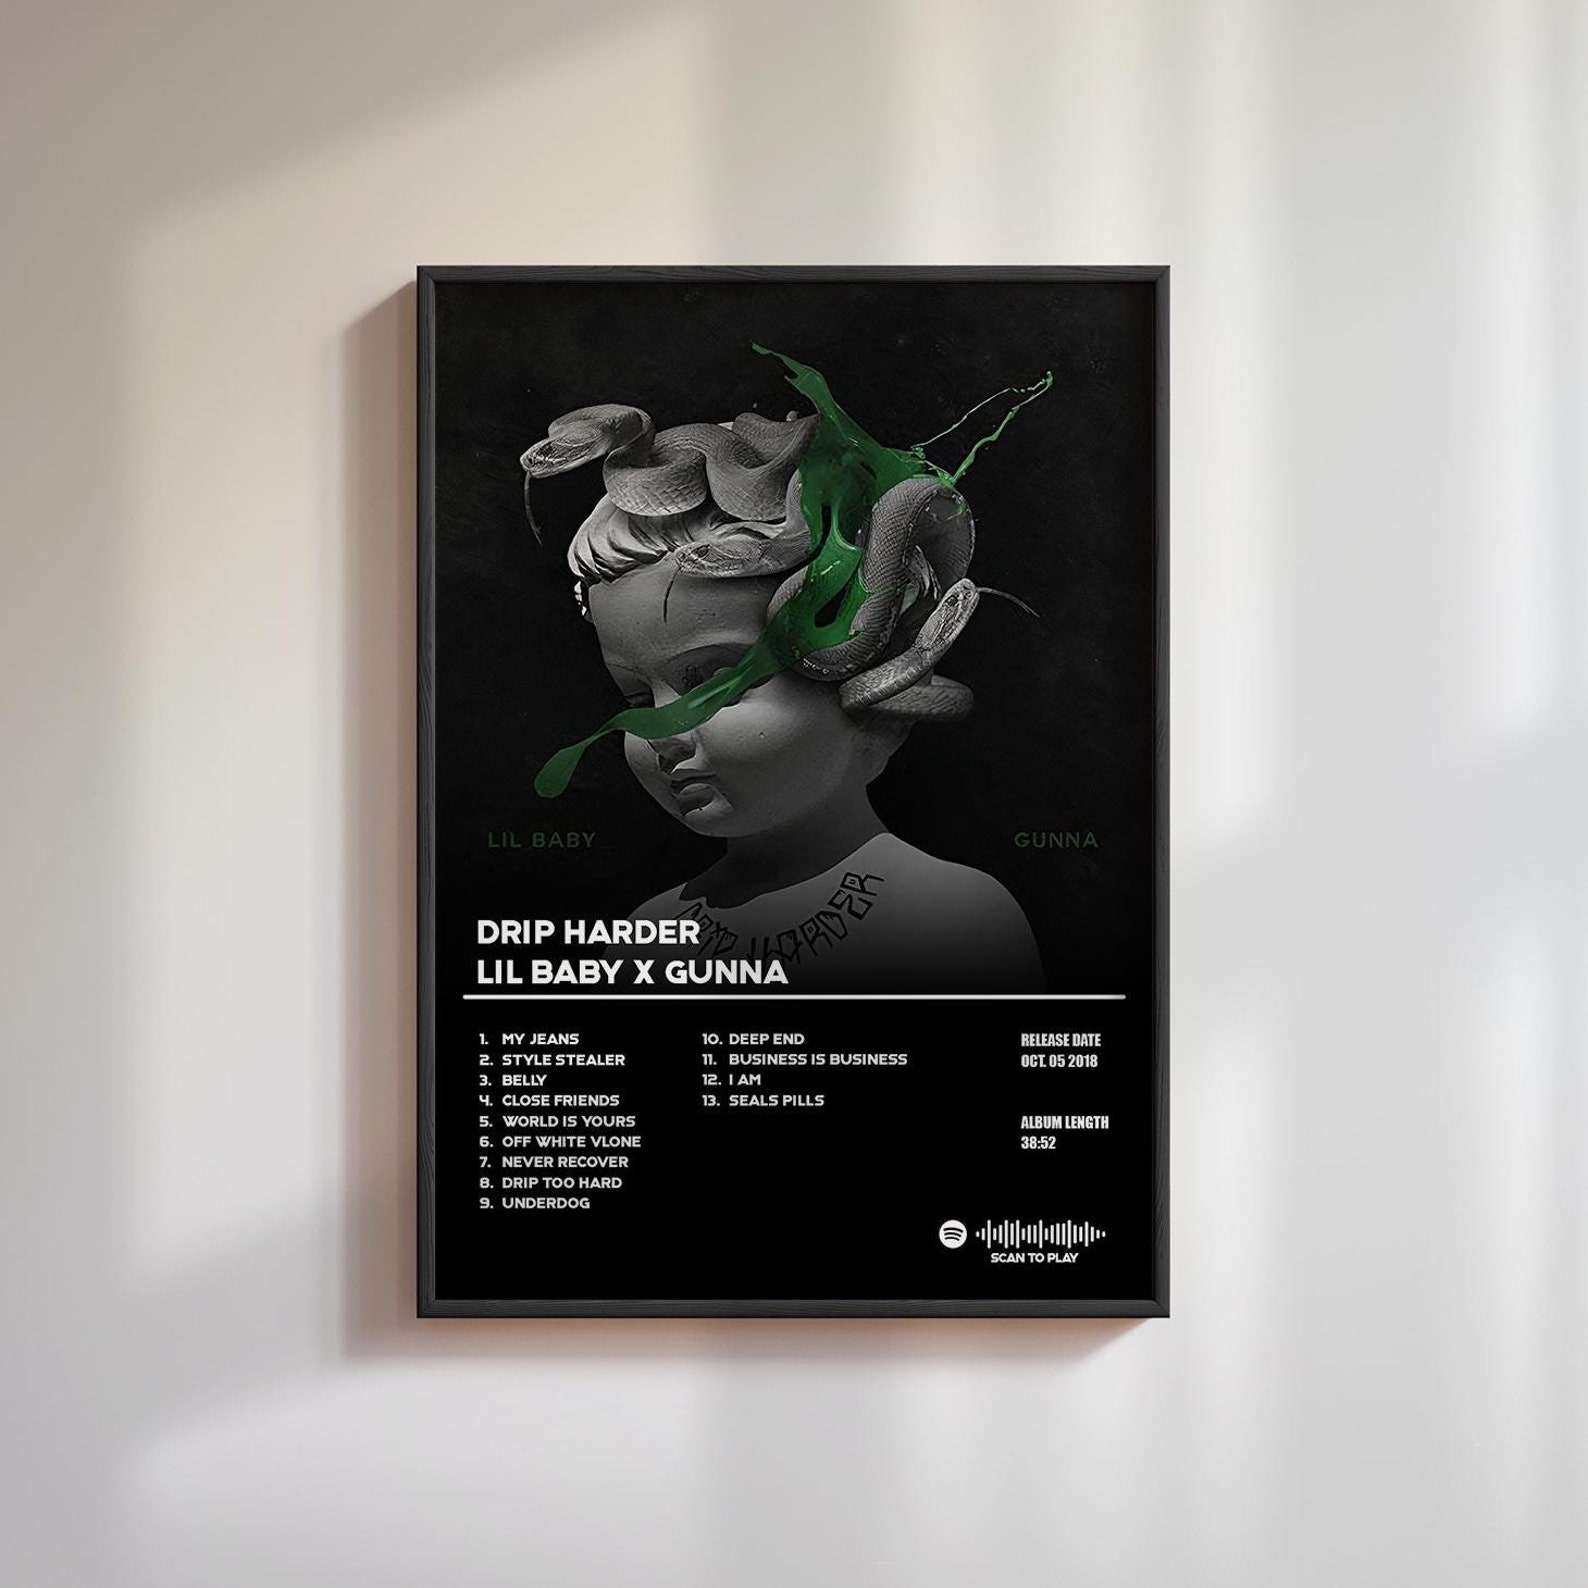 LIL BABY
GUNNA
DRIP HARDER
DRIP HARDER
LIL BABY X GUNNA
1. MY JEANS
2. STYLE STEALER
3. BELLY
4. CLOSE FRIENDS
5. WORLD IS YOURS
6. OFF WHITE VLONE
7. NEVER RECOVER
8. DRIP TOO HARD
9. UNDERDOG
10. DEEP END
11. BUSINESS IS BUSINESS
12. I AM
13. SEALS PILLS
RELEASE DATE
OCT. 05 2018
ALBUM LENGTH
38:52
SCAN TO PLAY